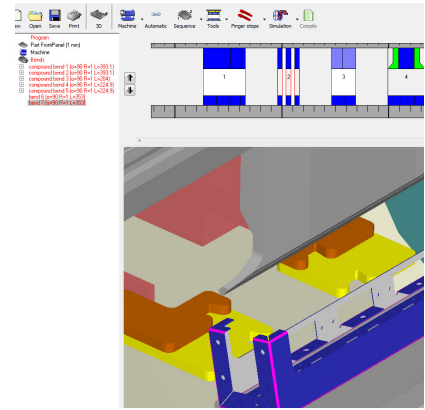 ew Open Save Print 3D Machine Automatic Sequence Tools Finger stops Simulation Compile
Program
Part FrontPanel [1 mm]
Machine
Bends
compound bend 1 (α=90 R=1 L=393,1)
compound bend 2 (α=90 R=1 L=393,1)
compound bend 3 (α=90 R=1 L=204)
compound bend 4 (α=90 R=1 L=224,9)
compound bend 5 (α=90 R=1 L=224,9)
bend 6 (α=90 R=1 L=353)
bend 7 (α=90 R=1 L=353)
1 2 3 4